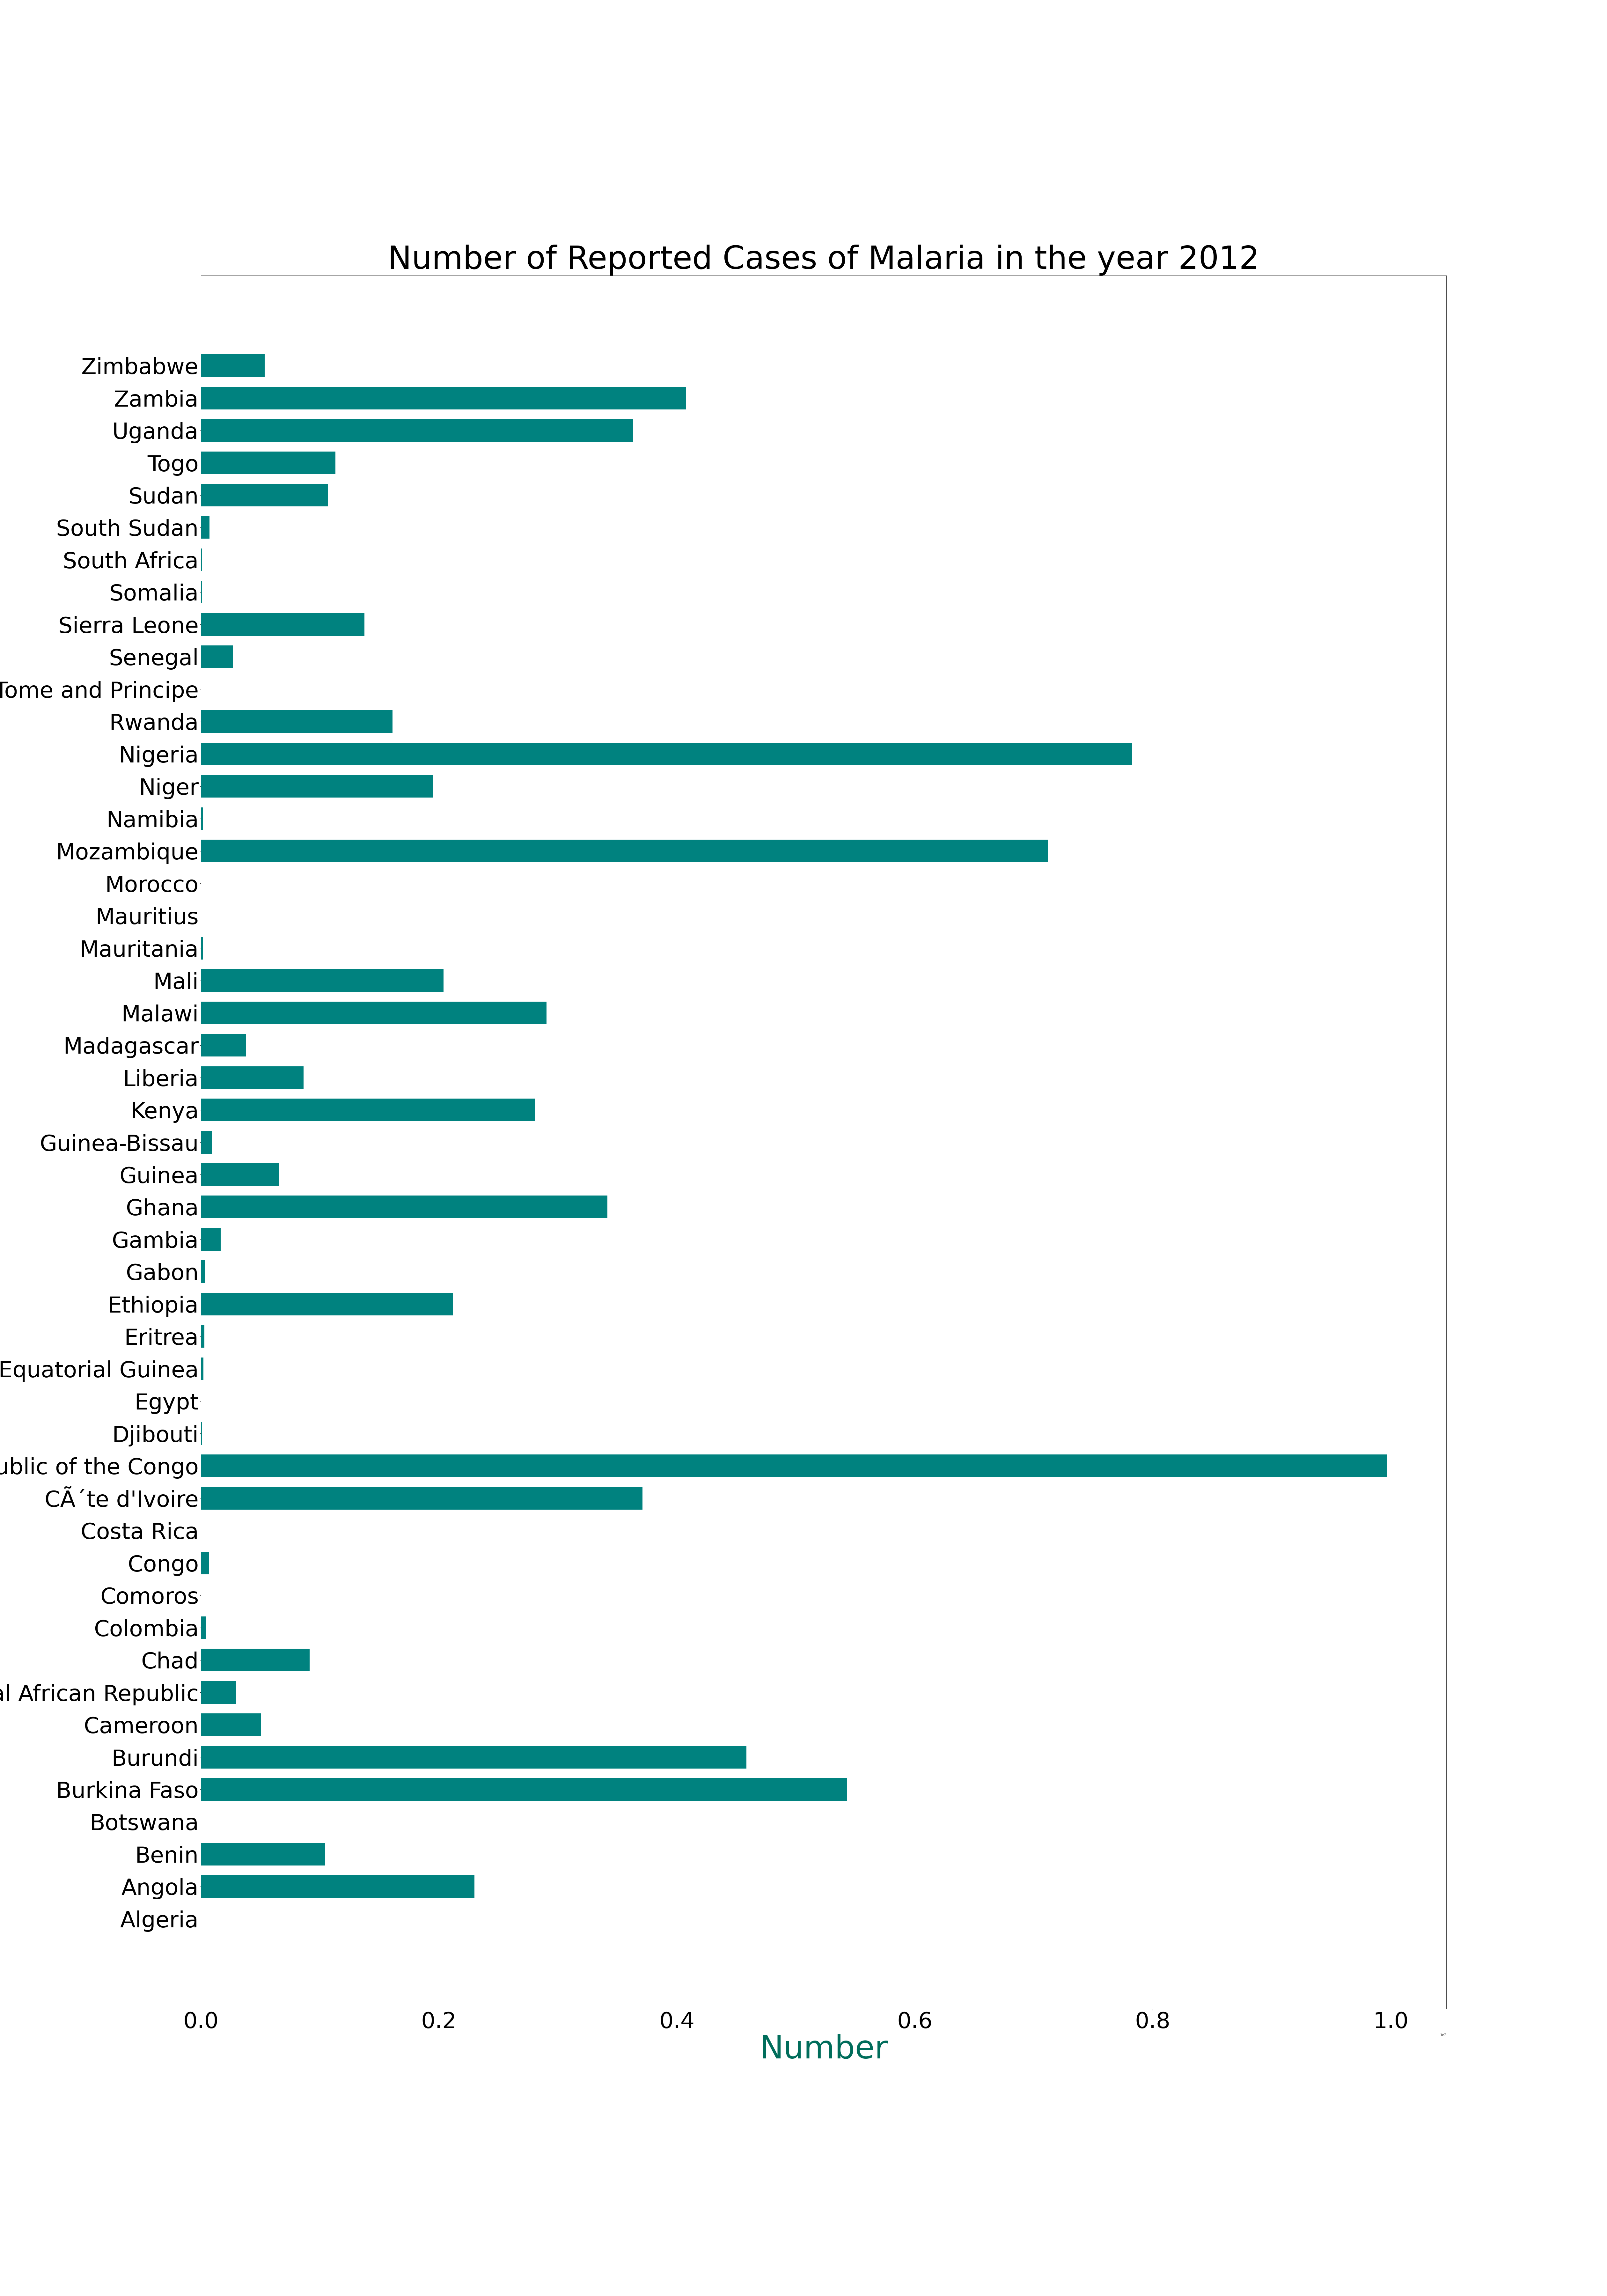 Number of Reported Cases of Malaria in the year 2012
Zimbabwe
Zambia
Uganda
Togo
Sudan
South Sudan
South Africa
Somalia
Sierra Leone
Senegal
Tome and Principe
Rwanda
Nigeria
Niger
Namibia
Mozambique
Morocco
Mauritius
Mauritania
Mali
Malawi
Madagascar
Liberia
Kenya
Guinea-Bissau
Guinea
Ghana
Gambia
Gabon
Ethiopia
Eritrea
Equatorial Guinea
Egypt
Djibouti
ublic of the Congo
CÃ´te d'Ivoire
Costa Rica
Congo
Comoros
Colombia
Chad
al African Republic
Cameroon
Burundi
Burkina Faso
Botswana
Benin
Angola
Algeria
0.0 0.2 0.4 0.6 0.8 1.0
Number